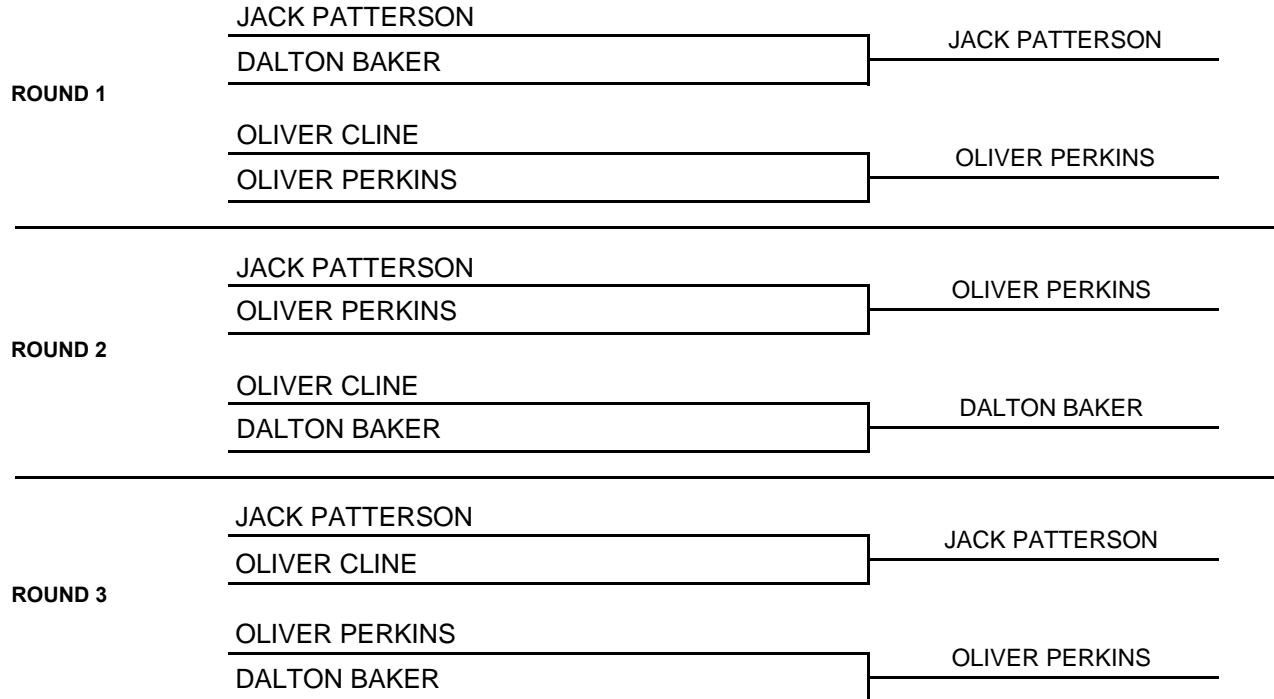 JACK PATTERSON
JACK PATTERSON
DALTON BAKER
ROUND 1
OLIVER CLINE
OLIVER PERKINS
OLIVER PERKINS
JACK PATTERSON
OLIVER PERKINS
OLIVER PERKINS
ROUND 2
OLIVER CLINE
DALTON BAKER
DALTON BAKER
JACK PATTERSON
JACK PATTERSON
OLIVER CLINE
ROUND 3
OLIVER PERKINS
OLIVER PERKINS
DALTON BAKER